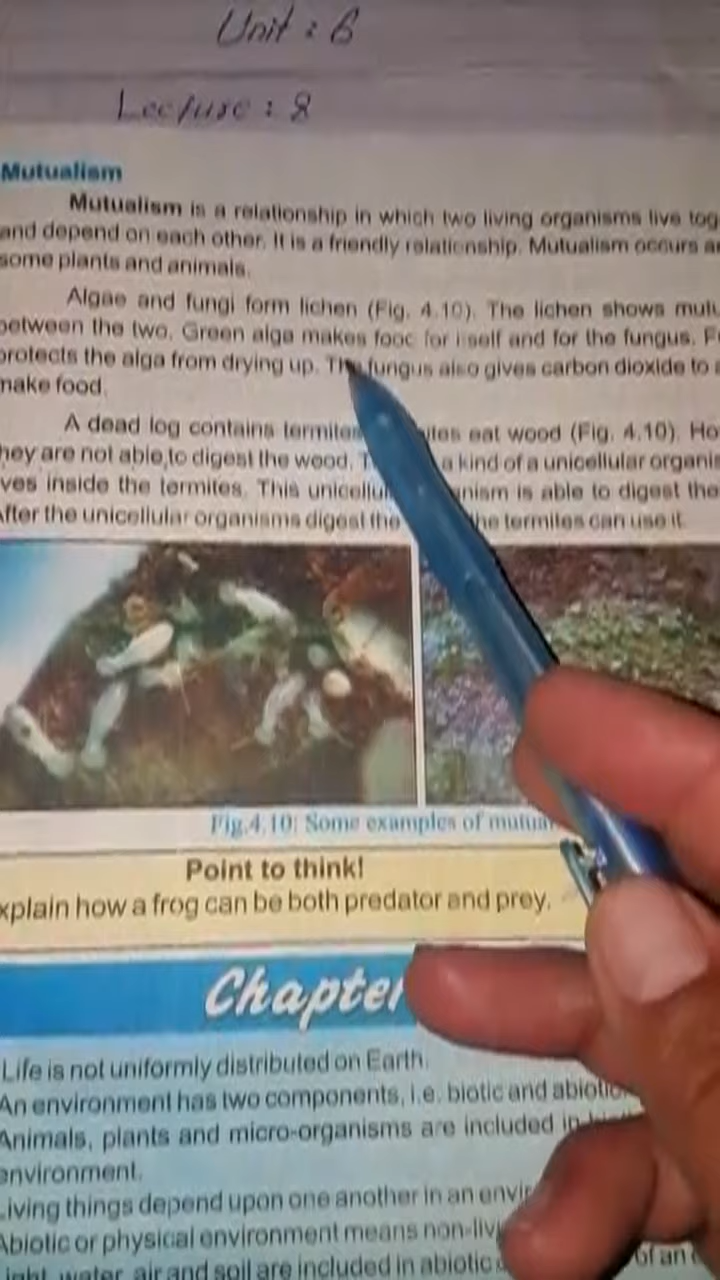 Unit : 6
Lecture : 8
Mutualism
Mutualism is a relationship in which two living organisms live tog
and depend on each other. It is a friendly relationship. Mutualism occurs a
some plants and animals.
Algae and fungi form lichen (Fig. 4.10). The lichen shows mutu
between the two. Green alga makes food for itself and for the fungus. F
protects the alga from drying up. The fungus also gives carbon dioxide to a
make food.
A dead log contains termites eat wood (Fig. 4.10). Ho
hey are not able to digest the wood. a kind of a unicellular organis
ves inside the termites. This unicellul nism is able to digest the
After the unicellular organisms digest the the termites can use it.
Fig.4.10: Some examples of mutua
Point to think!
xplain how a frog can be both predator and prey.
Chapter
Life is not uniformly distributed on Earth.
An environment has two components, i.e. biotic and abiotic
Animals, plants and micro-organisms are included in
environment.
Living things depend upon one another in an envir
Abiotic or physical environment means non-livi of an
light, water, air and soil are included in abiotic